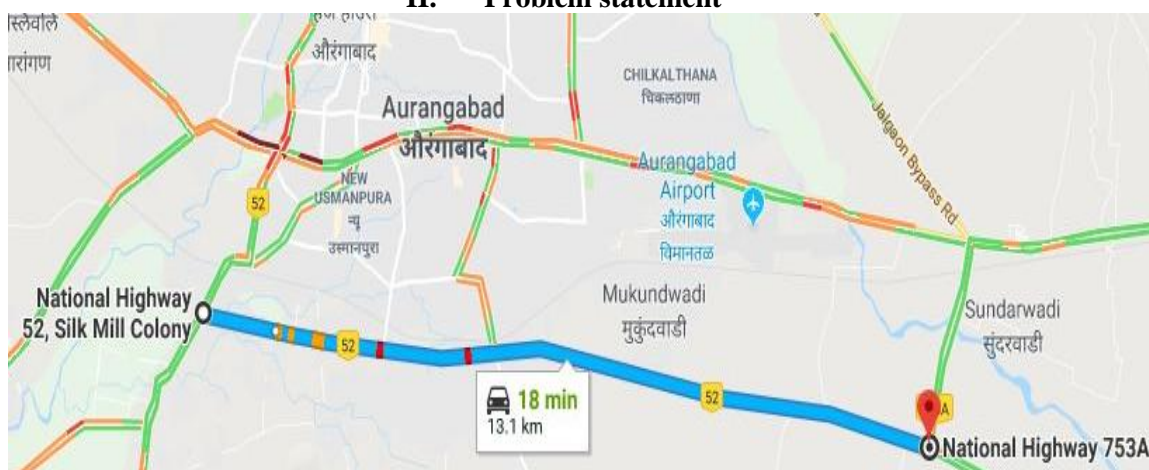 II. Problem statement
औरंगाबाद
Aurangabad
औरंगाबाद
CHILKALTHANA
चिकलठाणा
Jalgaon Bypass Rd
Aurangabad
Airport
औरंगाबाद
विमानतळ
NEW
USMANPURA
न्यू
उस्मानपुरा
52
National Highway
52, Silk Mill Colony
Mukundwadi
मुकुंदवाडी
Sundarwadi
सुंदरवाडी
52
18 min
13.1 km
52
A
National Highway 753A